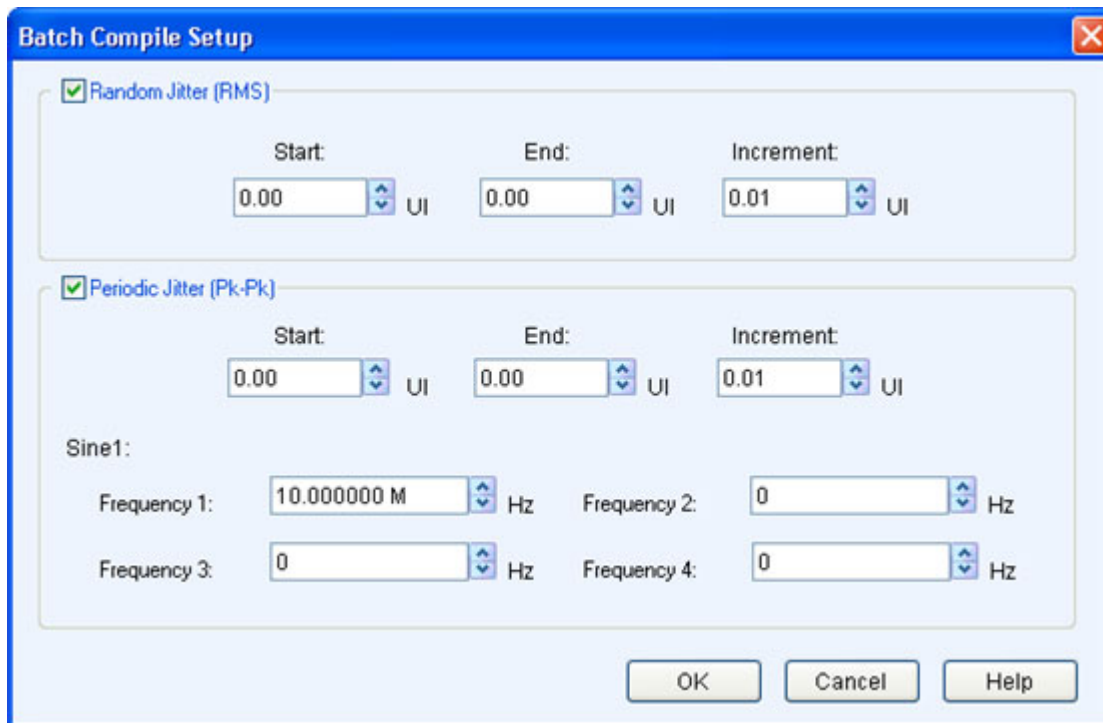 Batch Compile Setup
Random Jitter (RMS)
Start: End: Increment:
0.00 UI 0.00 UI 0.01 UI
Periodic Jitter (Pk-Pk)
Start: End: Increment:
0.00 UI 0.00 UI 0.01 UI
Sine1:
Frequency 1: 10.000000 M Hz Frequency 2: 0 Hz
Frequency 3: 0 Hz Frequency 4: 0 Hz
OK Cancel Help